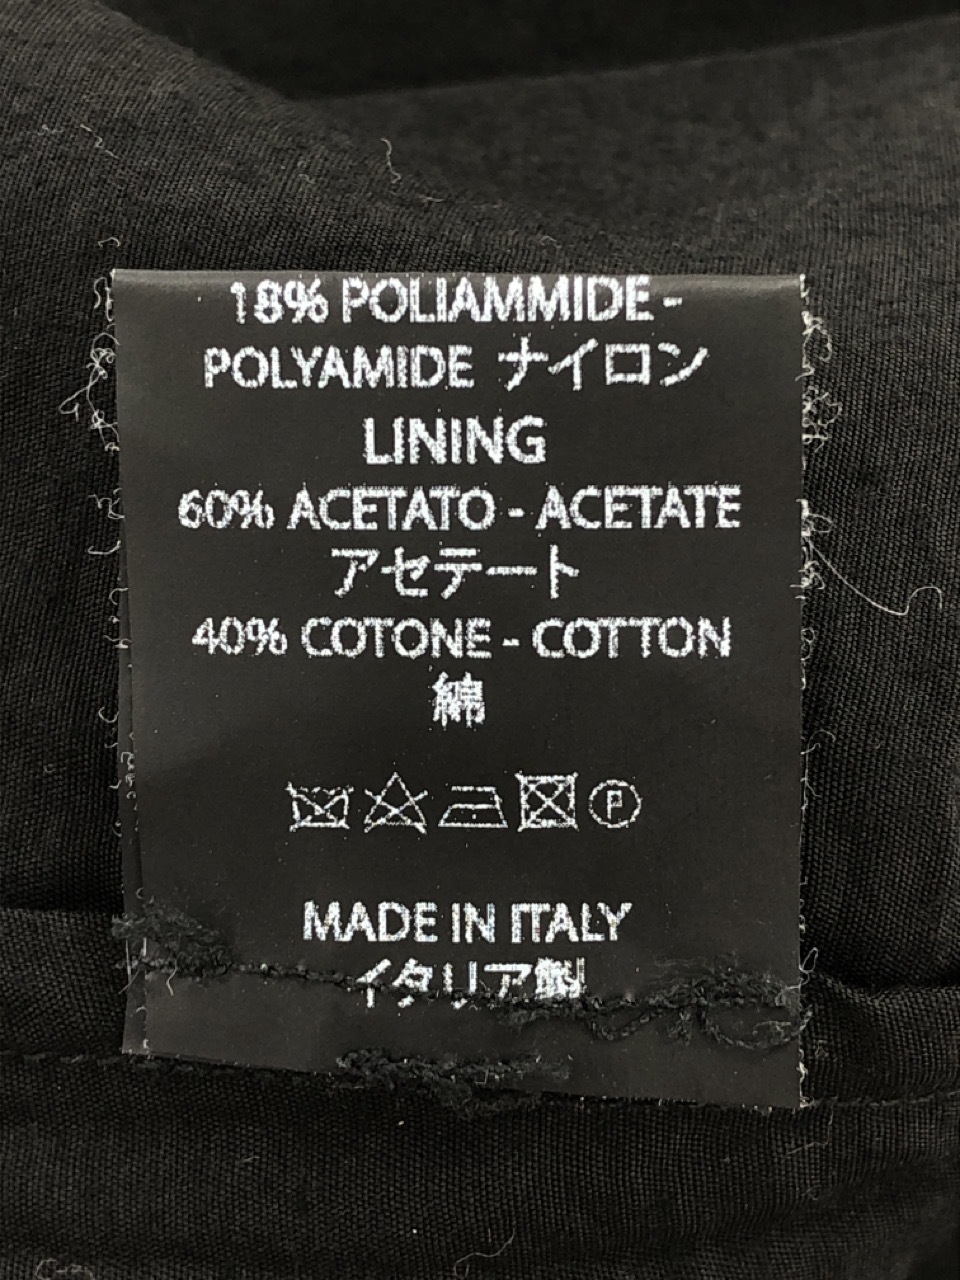 18% POLIAMMIDE -
POLYAMIDE ナイロン
LINING
60% ACETATO - ACETATE
アセテート
40% COTONE - COTTON
綿
P
MADE IN ITALY
イタリア製